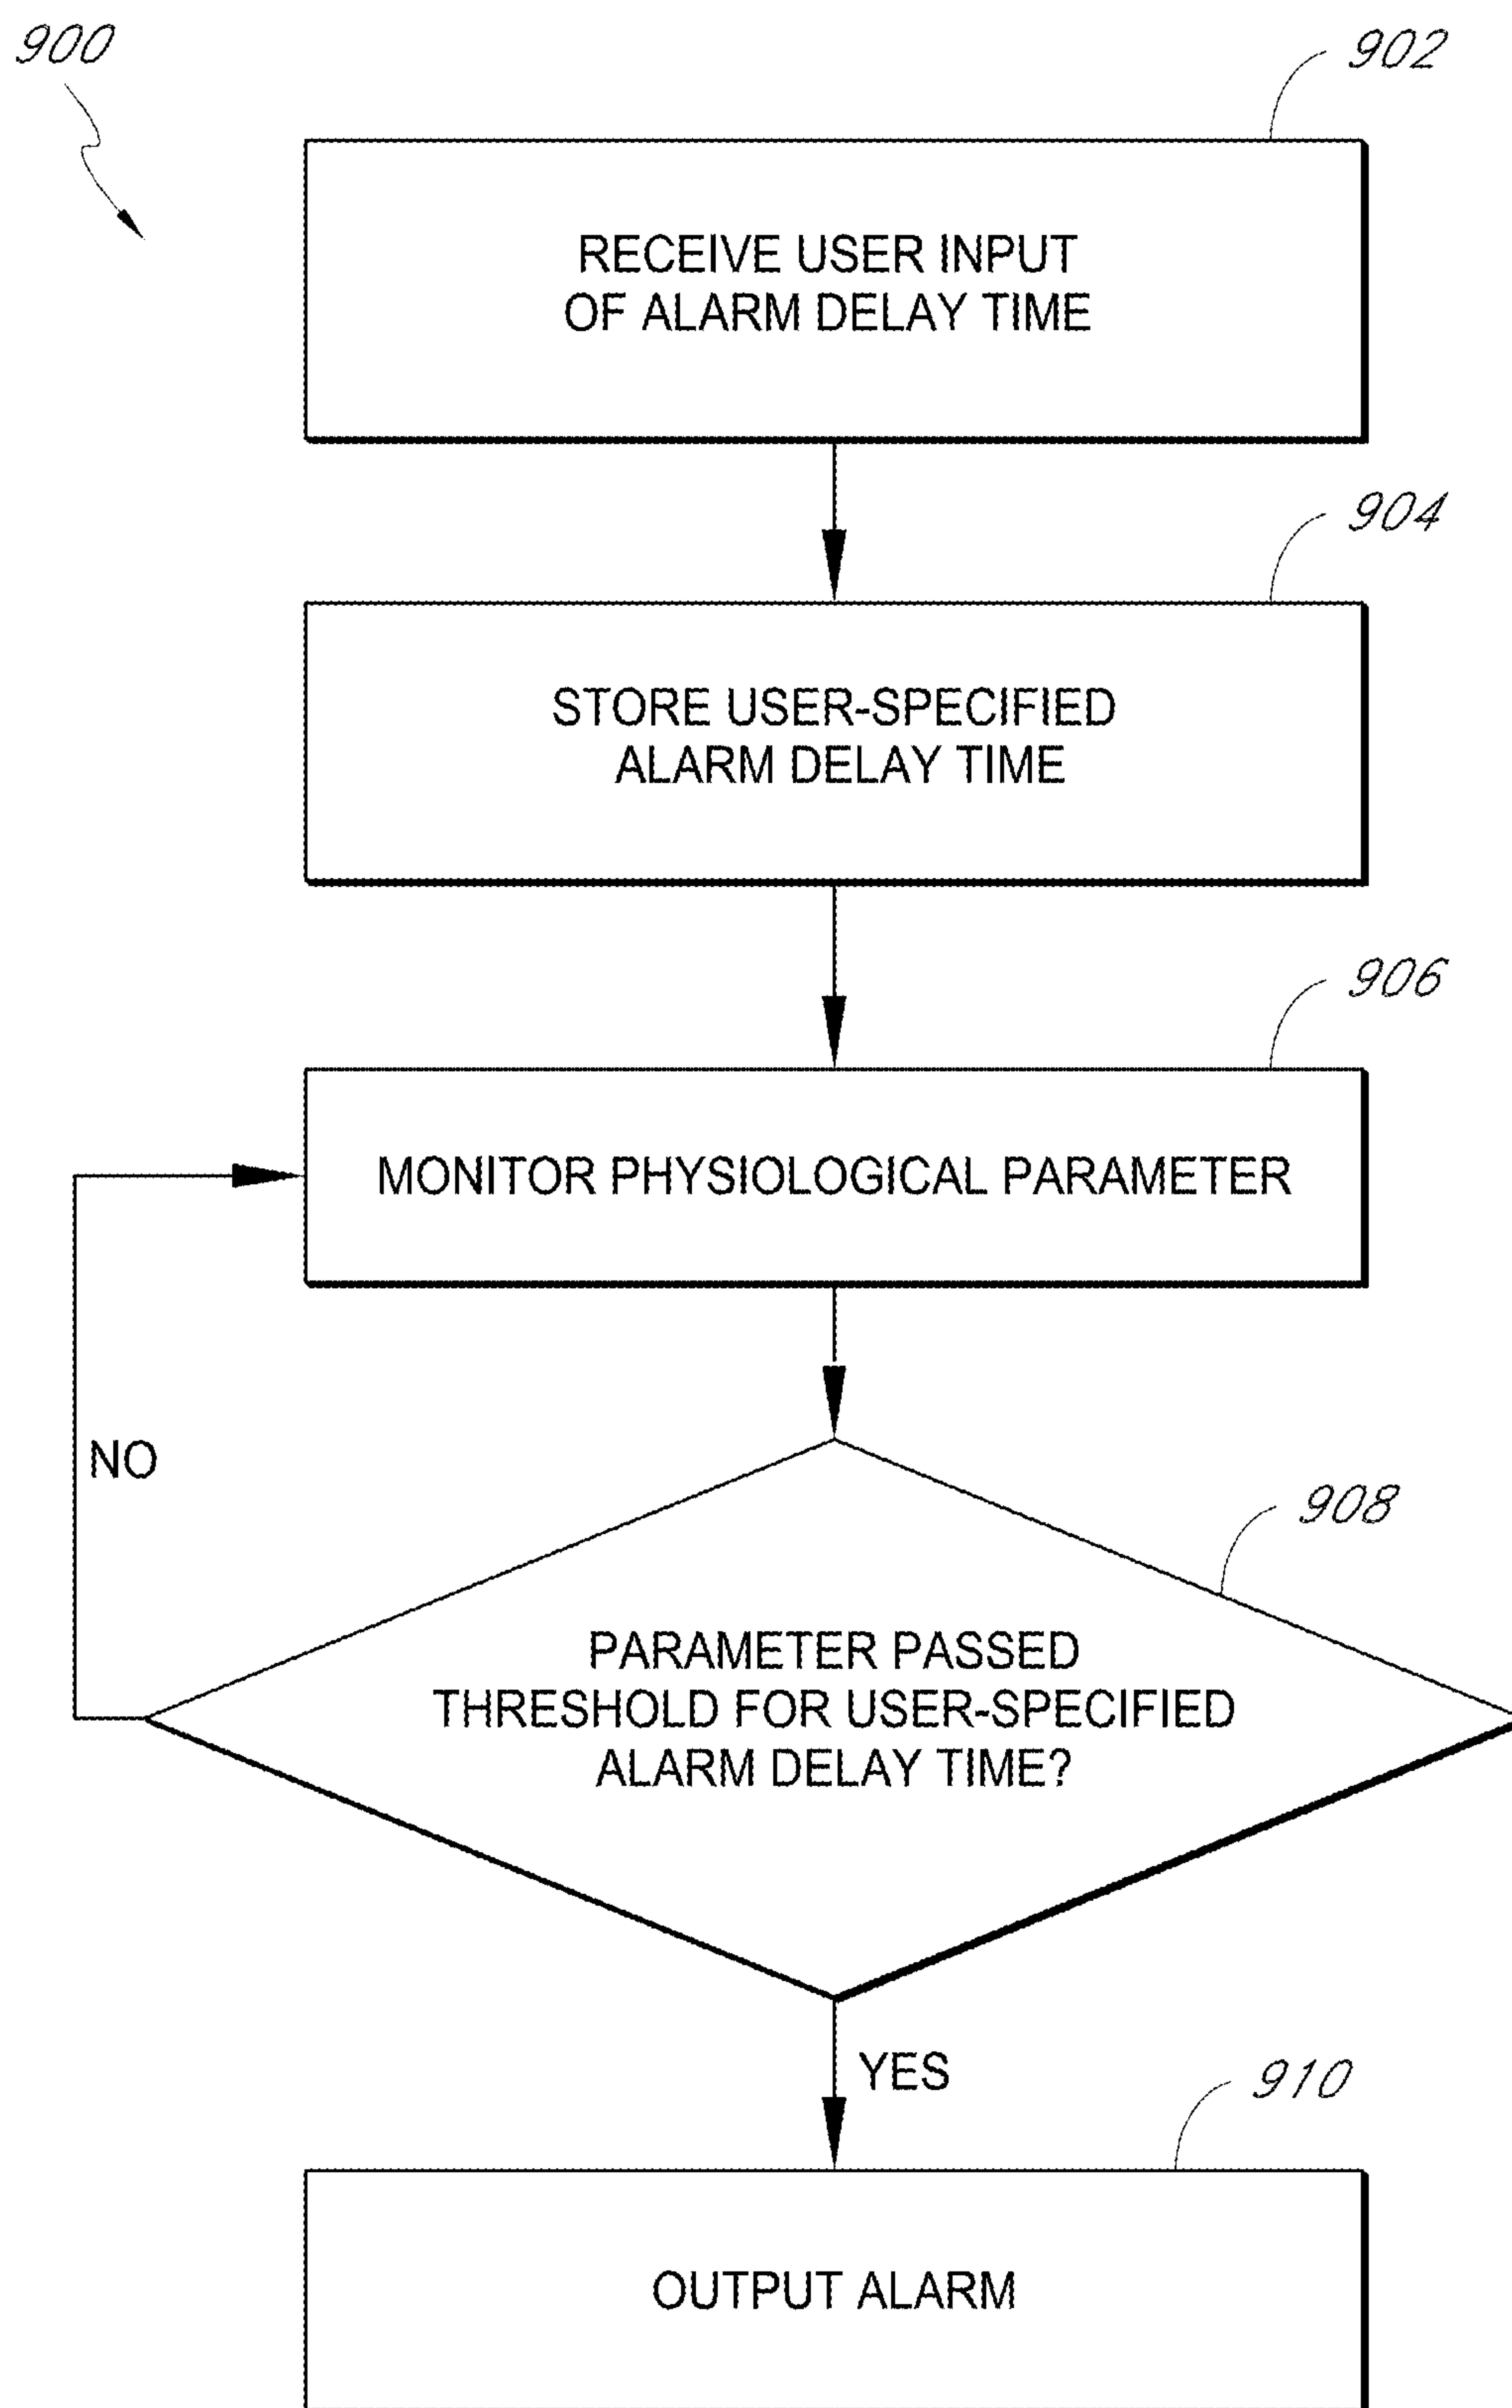 900
902
RECEIVE USER INPUT
OF ALARM DELAY TIME
904
STORE USER-SPECIFIED
ALARM DELAY TIME
906
MONITOR PHYSIOLOGICAL PARAMETER
NO
908
PARAMETER PASSED
THRESHOLD FOR USER-SPECIFIED
ALARM DELAY TIME?
YES
910
OUTPUT ALARM